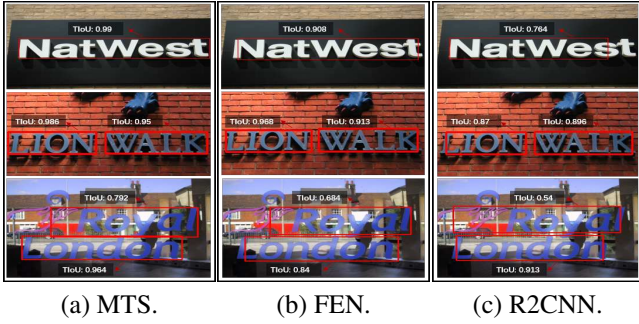 TIoU: 0.99 TIoU: 0.908 TIoU: 0.764
NatWest NatWest NatWest
TIoU: 0.986 TIoU: 0.95 TIoU: 0.968 TIoU: 0.913 TIoU: 0.87 TIoU: 0.896
LION WALK LION WALK LION WALK
TIoU: 0.792 TIoU: 0.684 TIoU: 0.54
Royal Royal Royal
London London London
TIoU: 0.964 TIoU: 0.84 TIoU: 0.913
(a) MTS. (b) FEN. (c) R2CNN.